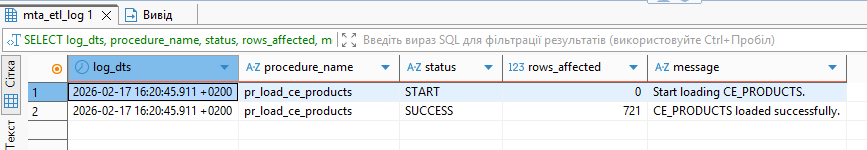 mta_etl_log 1 Вивід
SELECT log_dts, procedure_name, status, rows_affected, m Введіть вираз SQL для фільтрації результатів (використовуйте Ctrl+Пробіл)
Сітка
Текст
log_dts A-Z procedure_name A-Z status 123 rows_affected A-Z message
1 2026-02-17 16:20:45.911 +0200 pr_load_ce_products START 0 Start loading CE_PRODUCTS.
2 2026-02-17 16:20:45.911 +0200 pr_load_ce_products SUCCESS 721 CE_PRODUCTS loaded successfully.